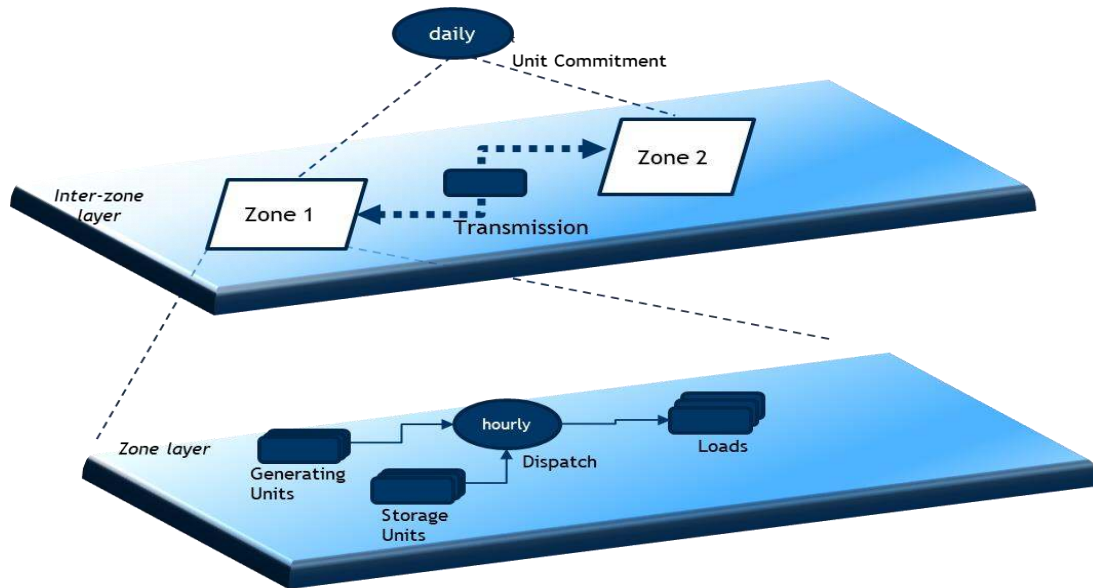 daily
Unit Commitment
Zone 2
Inter-zone
layer
Zone 1
Transmission
hourly
Zone layer
Generating
Units
Dispatch
Loads
Storage
Units